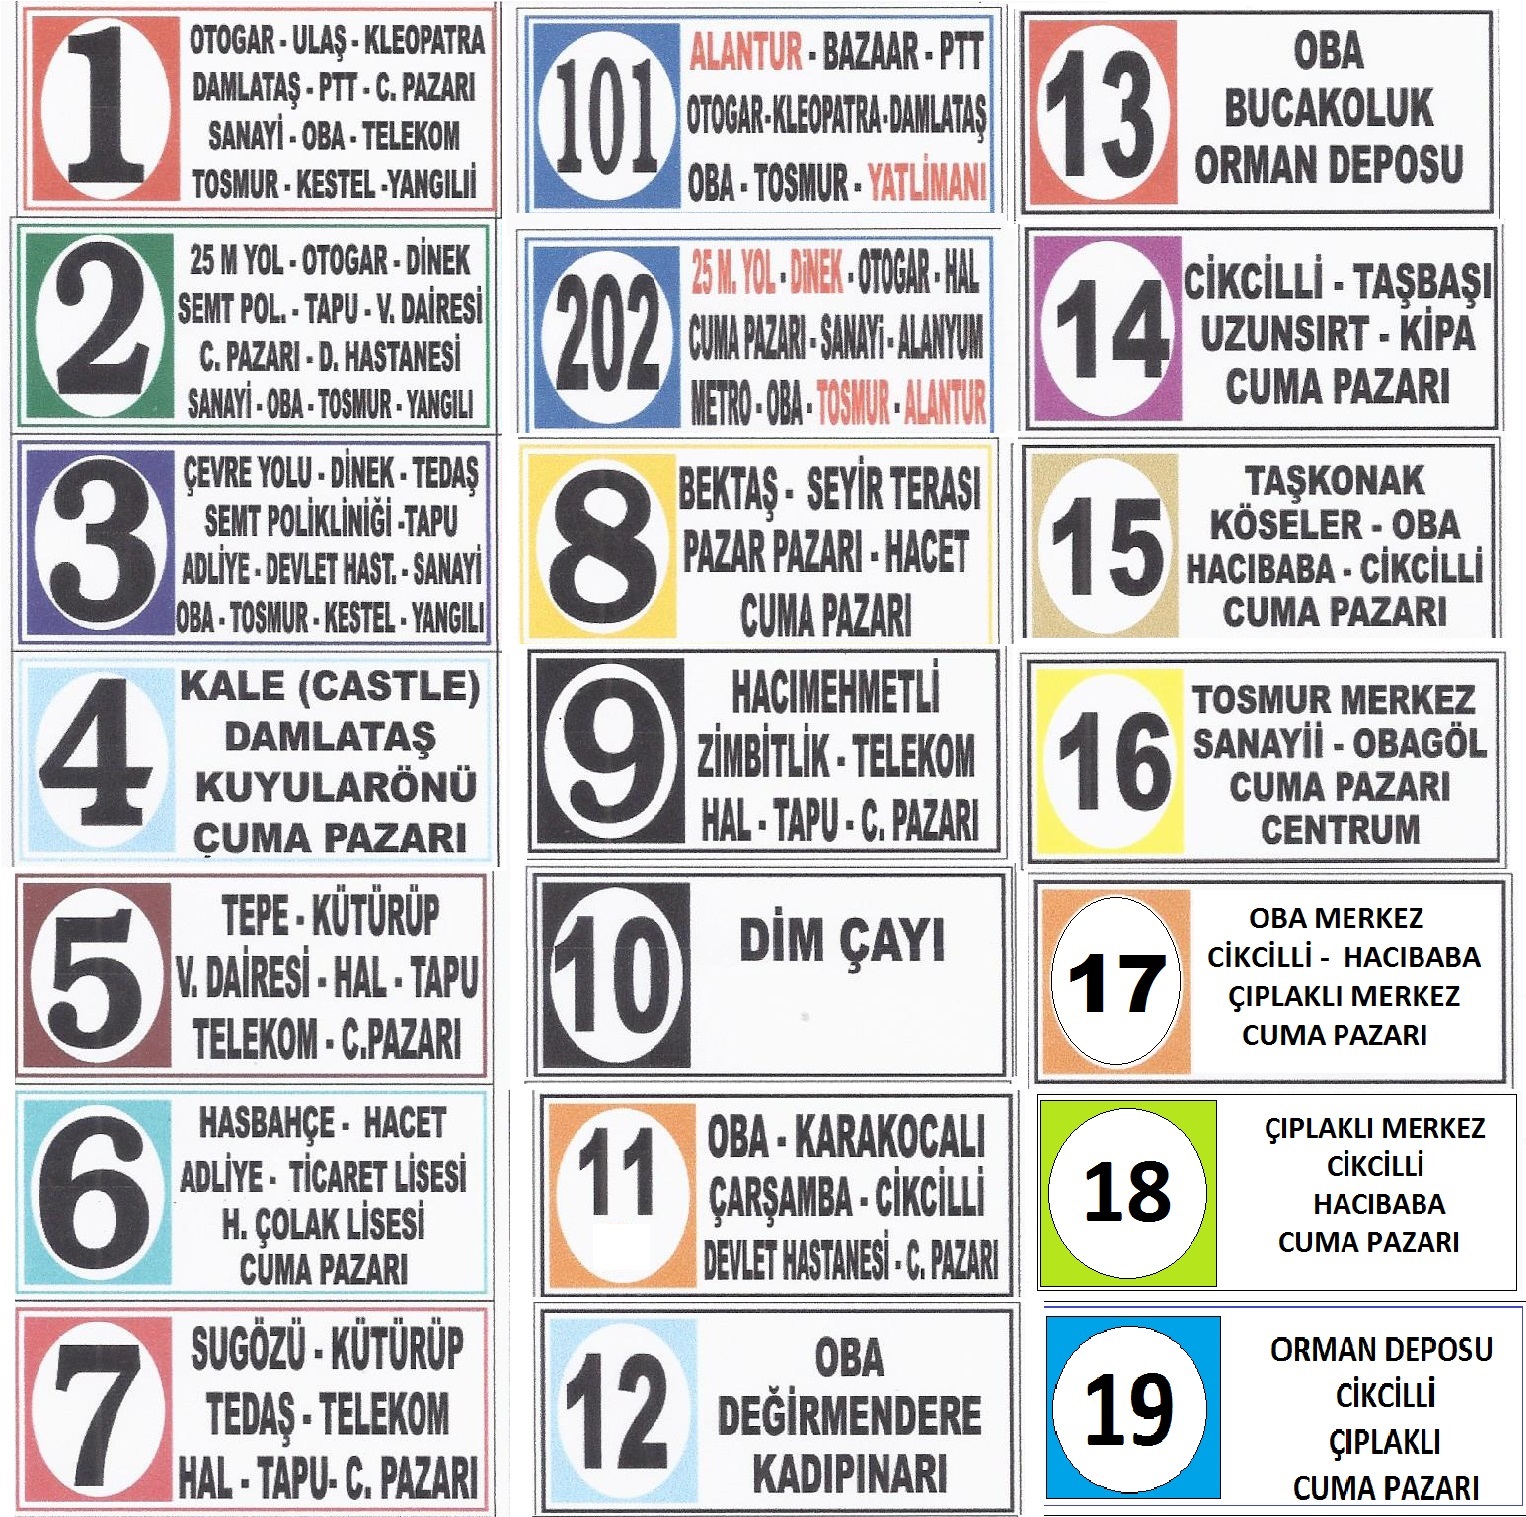 1
OTOGAR - ULAŞ - KLEOPATRA
DAMLATAŞ - PTT - C. PAZARI
SANAYİ - OBA - TELEKOM
TOSMUR - KESTEL -YANGILIİ
2
25 M YOL - OTOGAR - DİNEK
SEMT POL. - TAPU - V. DAİRESİ
C. PAZARI - D. HASTANESİ
SANAYİ - OBA - TOSMUR - YANGILI
3
ÇEVRE YOLU - DİNEK - TEDAŞ
SEMT POLİKLİNİĞİ -TAPU
ADLİYE - DEVLET HAST. - SANAYİ
OBA - TOSMUR - KESTEL - YANGILI
4
KALE (CASTLE)
DAMLATAŞ
KUYULARÖNÜ
ÇUMA PAZARI
5
TEPE - KÜTÜRÜP
V. DAİRESİ - HAL - TAPU
TELEKOM - C.PAZARI
6
HASBAHÇE - HACET
ADLİYE - TİCARET LİSESİ
H. ÇOLAK LİSESİ
CUMA PAZARI
7
SUGÖZÜ - KÜTÜRÜP
TEDAŞ - TELEKOM
HAL - TAPU- C. PAZARI
101
ALANTUR - BAZAAR - PTT
OTOGAR-KLEOPATRA-DAMLATAŞ
OBA - TOSMUR - YATLİMANI
202
25 M. YOL - DİNEK - OTOGAR - HAL
CUMA PAZARI - SANAYİ - ALANYUM
METRO - OBA - TOSMUR - ALANTUR
8
BEKTAŞ - SEYİR TERASI
PAZAR PAZARI - HACET
CUMA PAZARI
9
HACIMEHMETLİ
ZİMBİTLİK - TELEKOM
HAL - TAPU - C. PAZARI
10
DİM ÇAYI
11
OBA - KARAKOCALI
ÇARŞAMBA - CİKCİLLİ
DEVLET HASTANESİ - C. PAZARI
12
OBA
DEĞİRMENDERE
KADIPINARI
13
OBA
BUCAKOLUK
ORMAN DEPOSU
14
CİKCİLLİ - TAŞBAŞI
UZUNSIRT - KİPA
CUMA PAZARI
15
TAŞKONAK
KÖSELER - OBA
HACIBABA - CİKCİLLİ
CUMA PAZARI
16
TOSMUR MERKEZ
SANAYİİ - OBAGÖL
CUMA PAZARI
CENTRUM
17
OBA MERKEZ
CİKCİLLİ - HACIBABA
ÇIPLAKLI MERKEZ
CUMA PAZARI
18
ÇIPLAKLI MERKEZ
CİKCİLLİ
HACIBABA
CUMA PAZARI
19
ORMAN DEPOSU
CİKCİLLİ
ÇIPLAKLI
CUMA PAZARI